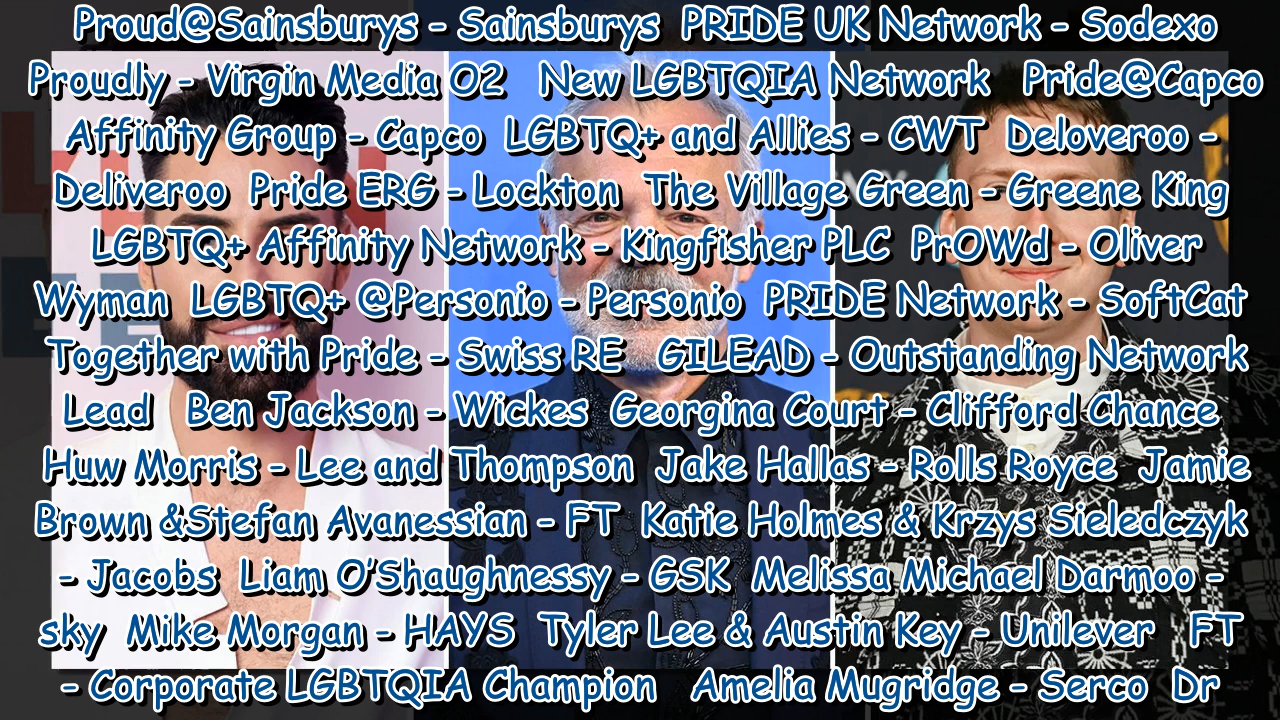 Proud@Sainsburys - Sainsburys PRIDE UK Network - Sodexo
Proudly - Virgin Media O2 New LGBTQIA Network Pride@Capco
Affinity Group - Capco LGBTQ+ and Allies - CWT Deloveroo -
Deliveroo Pride ERG - Lockton The Village Green - Greene King
LGBTQ+ Affinity Network - Kingfisher PLC PrOWd - Oliver
Wyman LGBTQ+ @Personio - Personio PRIDE Network - SoftCat
Together with Pride - Swiss RE GILEAD - Outstanding Network
Lead Ben Jackson - Wickes Georgina Court - Clifford Chance
Huw Morris - Lee and Thompson Jake Hallas - Rolls Royce Jamie
Brown &Stefan Avanessian - FT Katie Holmes & Krzys Sieledczyk
- Jacobs Liam O'Shaughnessy - GSK Melissa Michael Darmoo -
sky Mike Morgan - HAYS Tyler Lee & Austin Key - Unilever FT
- Corporate LGBTQIA Champion Amelia Mugridge - Serco Dr